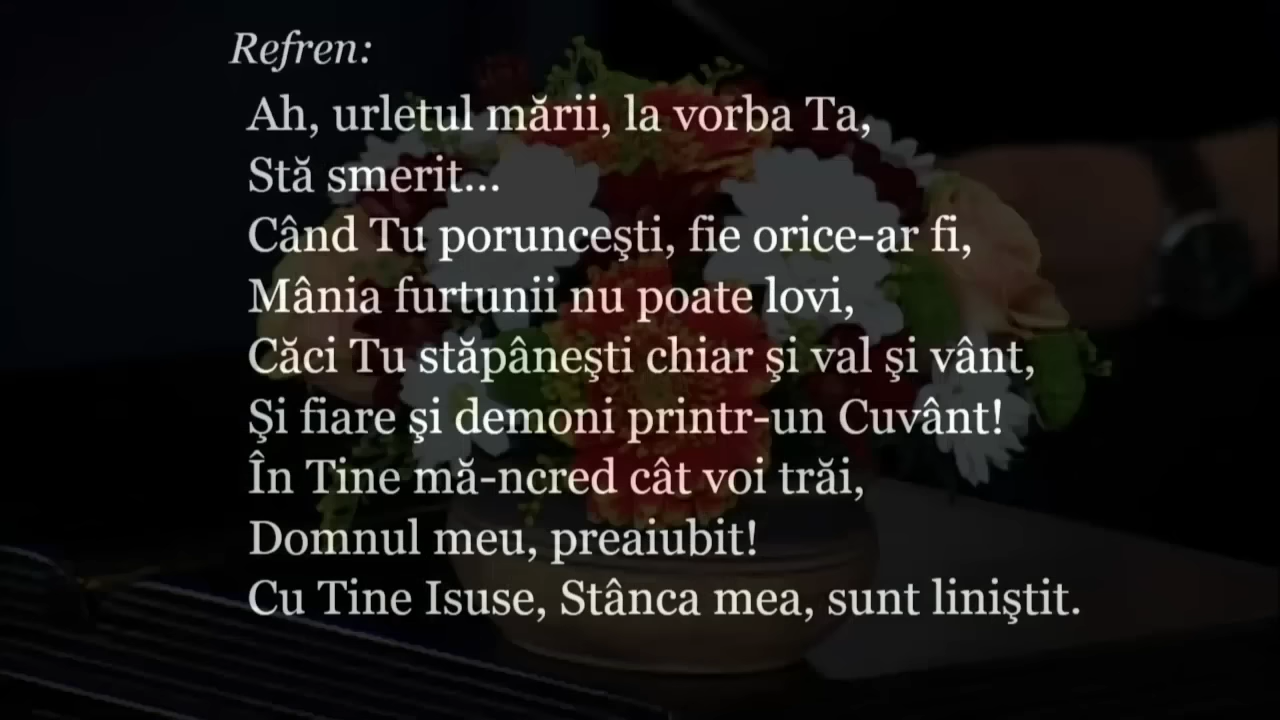 Refren:
Ah, urletul mării, la vorba Ta,
Stă smerit...
Când Tu porunceşti, fie orice-ar fi,
Mânia furtunii nu poate lovi,
Căci Tu stăpâneşti chiar şi val şi vânt,
Şi fiare şi demoni printr-un Cuvânt!
În Tine mă-ncred cât voi trăi,
Domnul meu, preaiubit!
Cu Tine Isuse, Stânca mea, sunt liniştit.